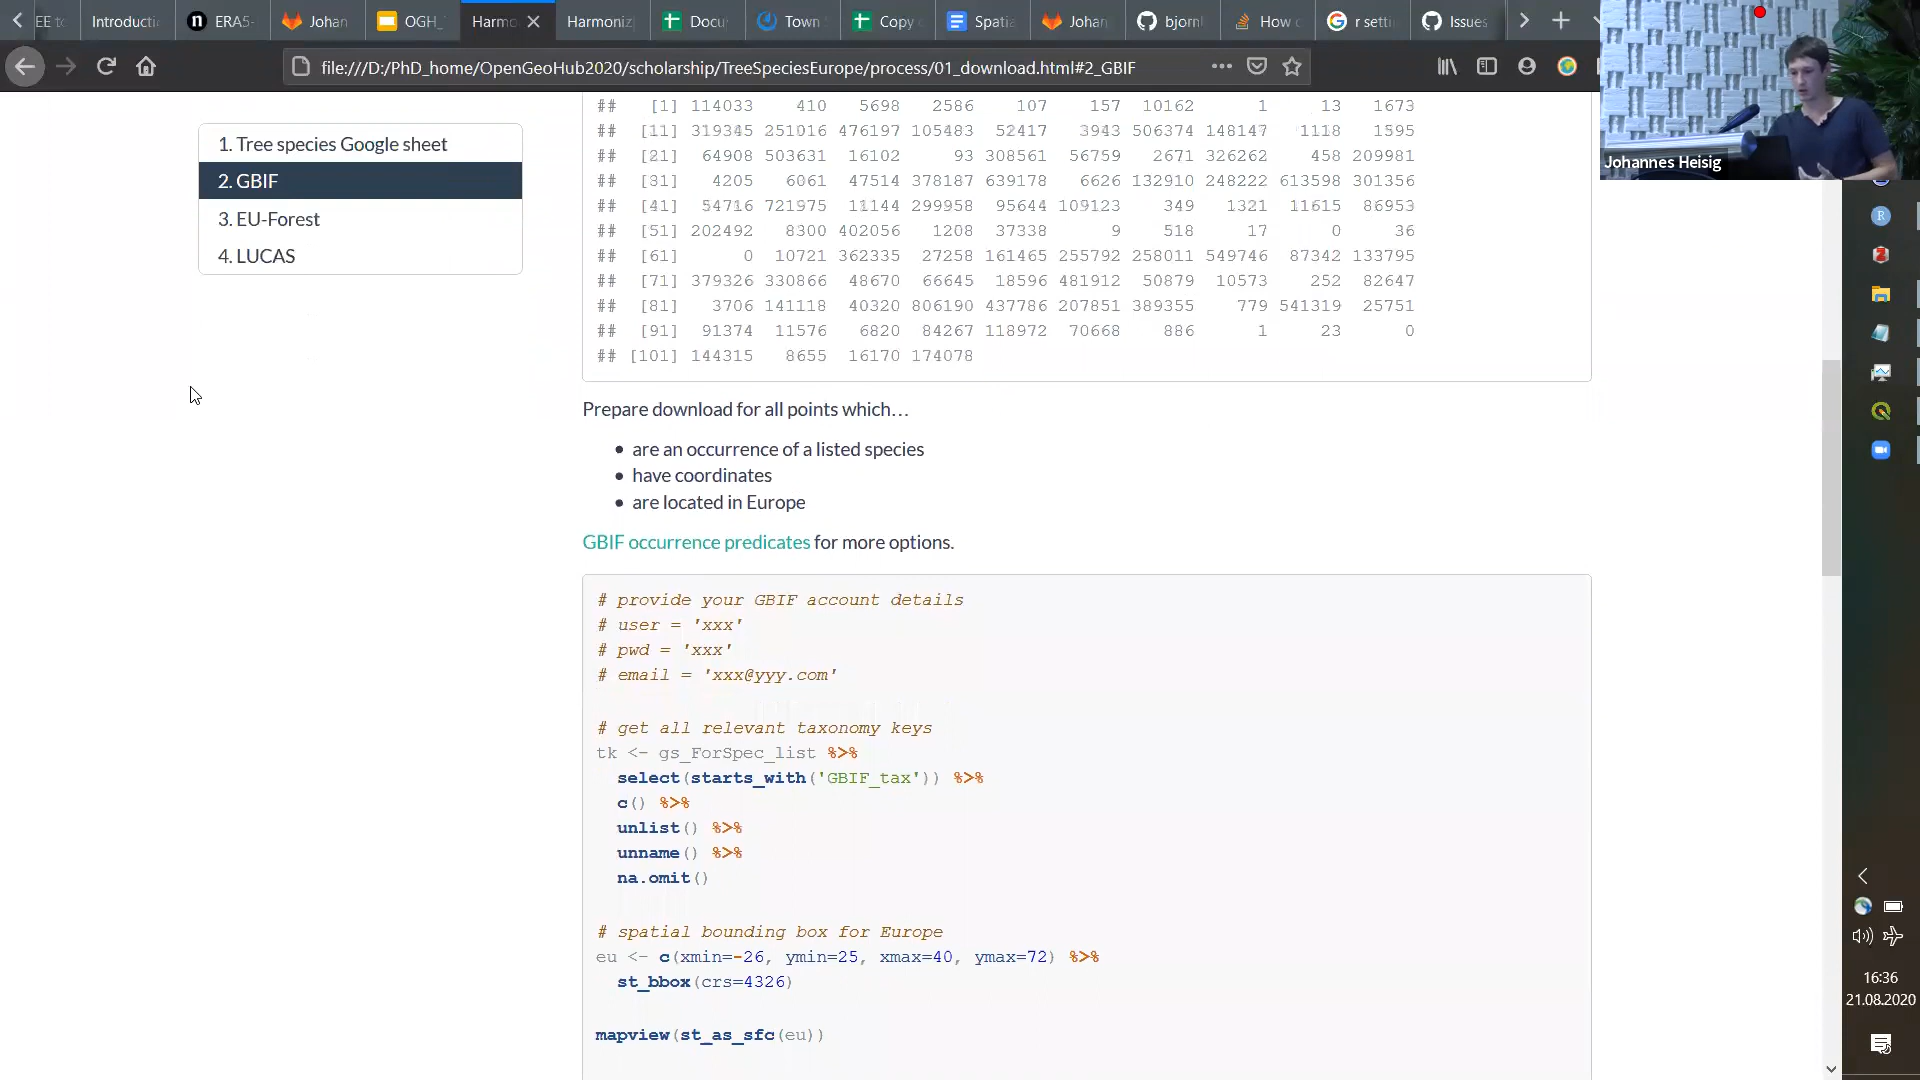 EE to
Introducti
ERA5-
Johan
OGH_
Harmo
Harmoniz
Docu
Town
Copy
Spatia
Johan
bjornl
How
r setti
Issues
file:///D:/PhD_home/OpenGeoHub2020/scholarship/TreeSpeciesEurope/process/01_download.html#2_GBIF
Johannes Heisig
1. Tree species Google sheet
2. GBIF
3. EU-Forest
4. LUCAS
## [1] 114033 410 5698 2586 107 157 10162 1 13 1673
## [11] 319345 251016 476197 105483 52417 3943 506374 148147 1118 1595
## [21] 64908 503631 16102 93 308561 56759 2671 326262 458 209981
## [31] 4205 6061 47514 378187 639178 6626 132910 248222 613598 301356
## [41] 54716 721975 11144 299958 95644 109123 349 1321 11615 86953
## [51] 202492 8300 402056 1208 37338 9 518 17 0 36
## [61] 0 10721 362335 27258 161465 255792 258011 549746 87342 133795
## [71] 379326 330866 48670 66645 18596 481912 50879 10573 252 82647
## [81] 3706 141118 40320 806190 437786 207851 389355 779 541319 25751
## [91] 91374 11576 6820 84267 118972 70668 886 1 23 0
## [101] 144315 8655 16170 174078
Prepare download for all points which…
• are an occurrence of a listed species
• have coordinates
• are located in Europe
GBIF occurrence predicates for more options.
# provide your GBIF account details
# user = 'xxx'
# pwd = 'xxx'
# email = 'xxx@yyy.com'
# get all relevant taxonomy keys
tk <- gs_ForSpec_list %>%
select(starts_with('GBIF_tax')) %>%
c() %>%
unlist() %>%
unname() %>%
na.omit()
# spatial bounding box for Europe
eu <- c(xmin=-26, ymin=25, xmax=40, ymax=72) %>%
st_bbox(crs=4326)
mapview(st_as_sfc(eu))
16:36
21.08.2020